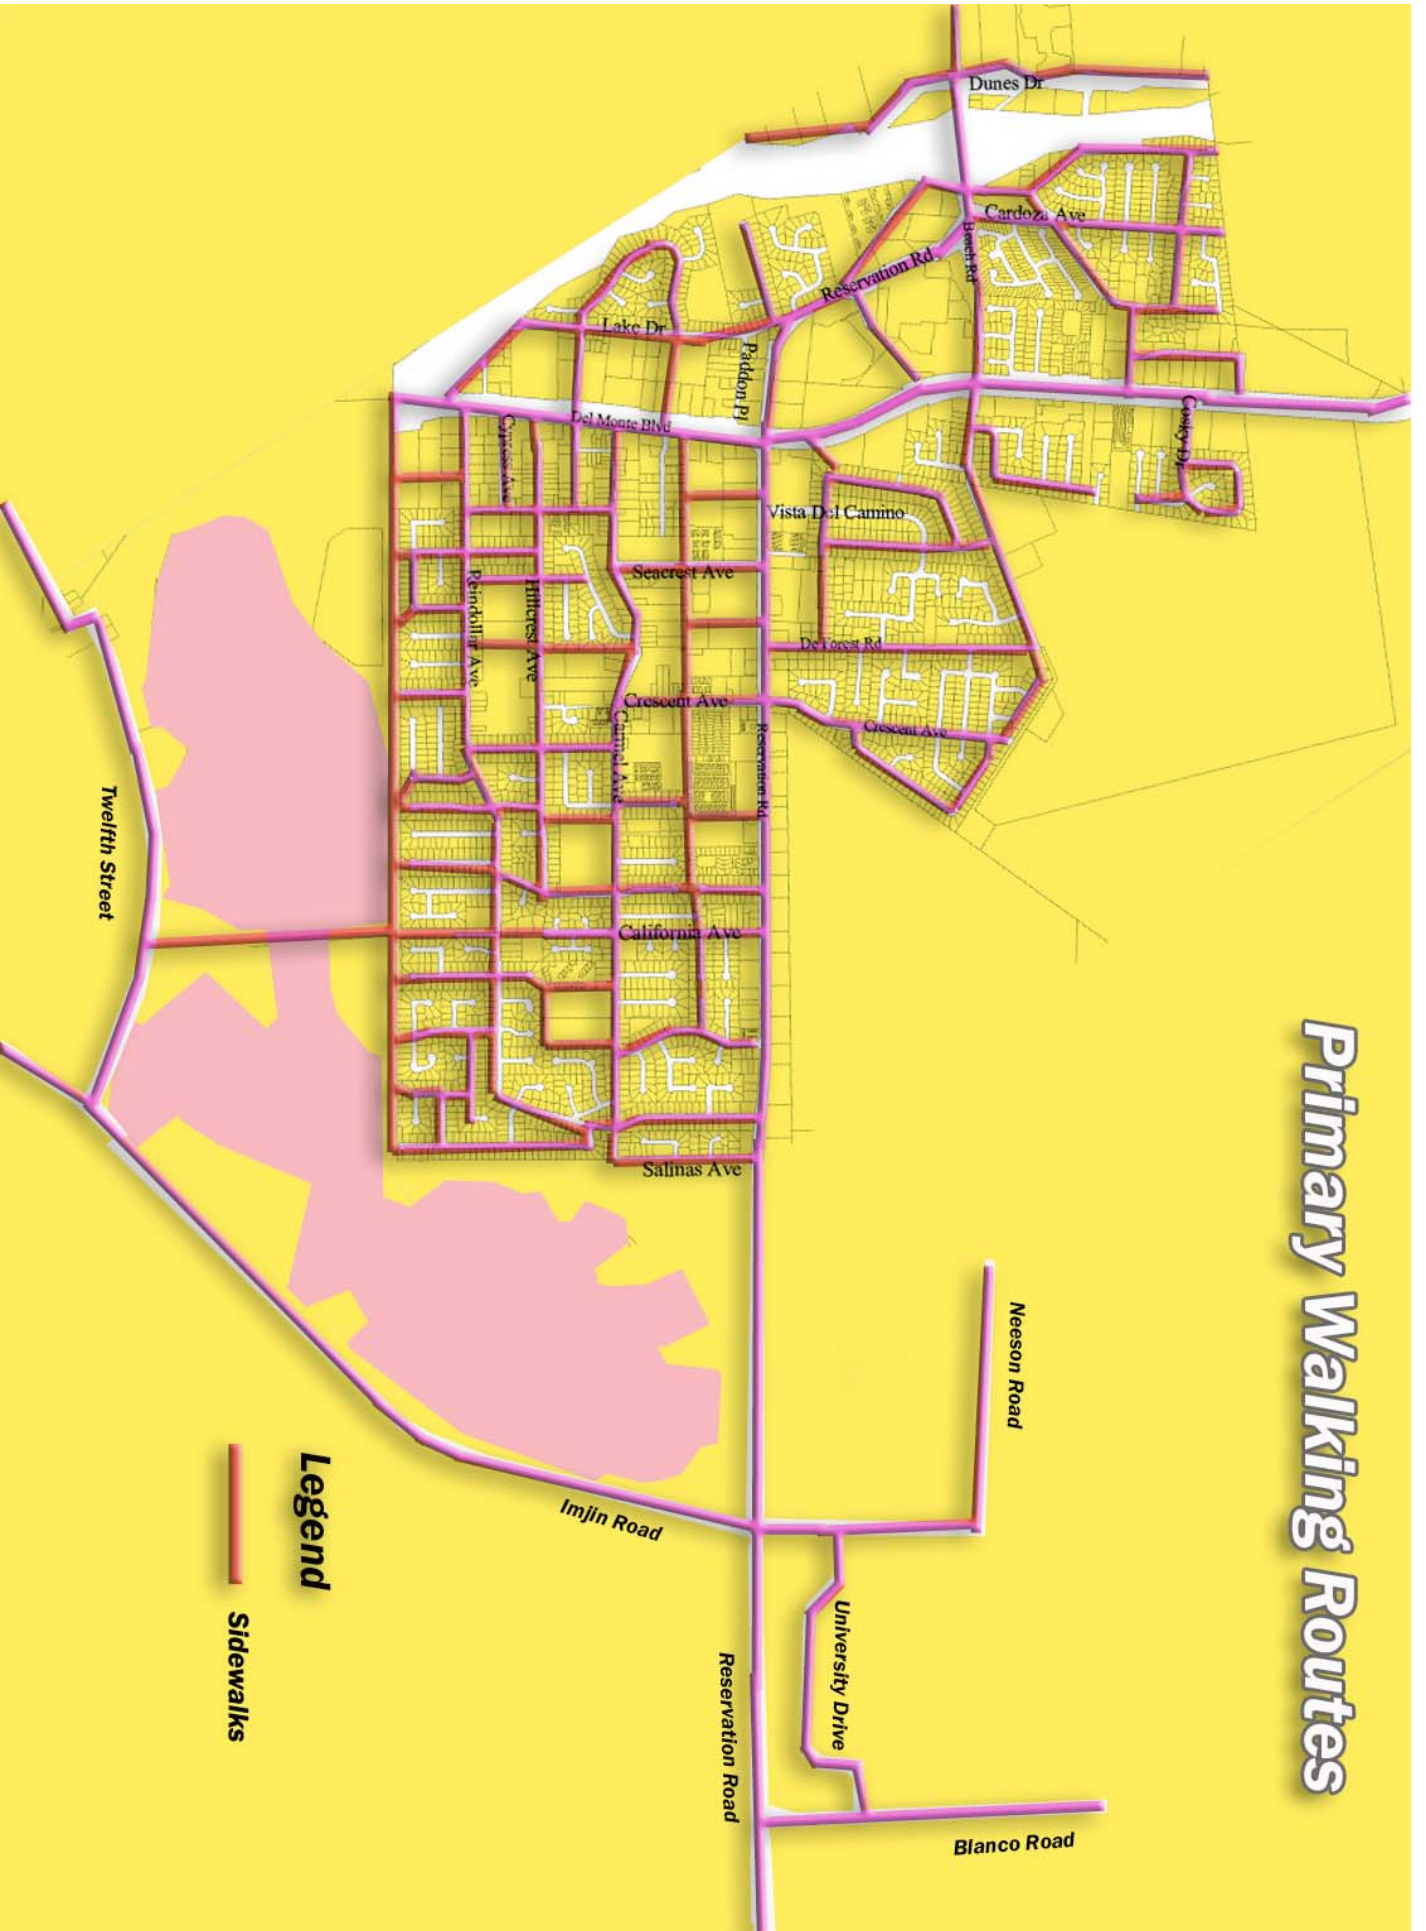 Primary Walking Routes
Dunes Dr
Cardoza Ave
Beach Rd
Reservation Rd
Lake Dr
Paddon Pl
Del Monte Blvd
Cosky Dr
Cypress Ave
Vista Del Camino
Seacrest Ave
Reindollar Ave
Hillcrest Ave
De Forest Rd
Crescent Ave
Crescent Ave
Carmel Ave
Reservation Rd
California Ave
Salinas Ave
Twelfth Street
Neeson Road
Imjin Road
University Drive
Reservation Road
Blanco Road
Legend
Sidewalks